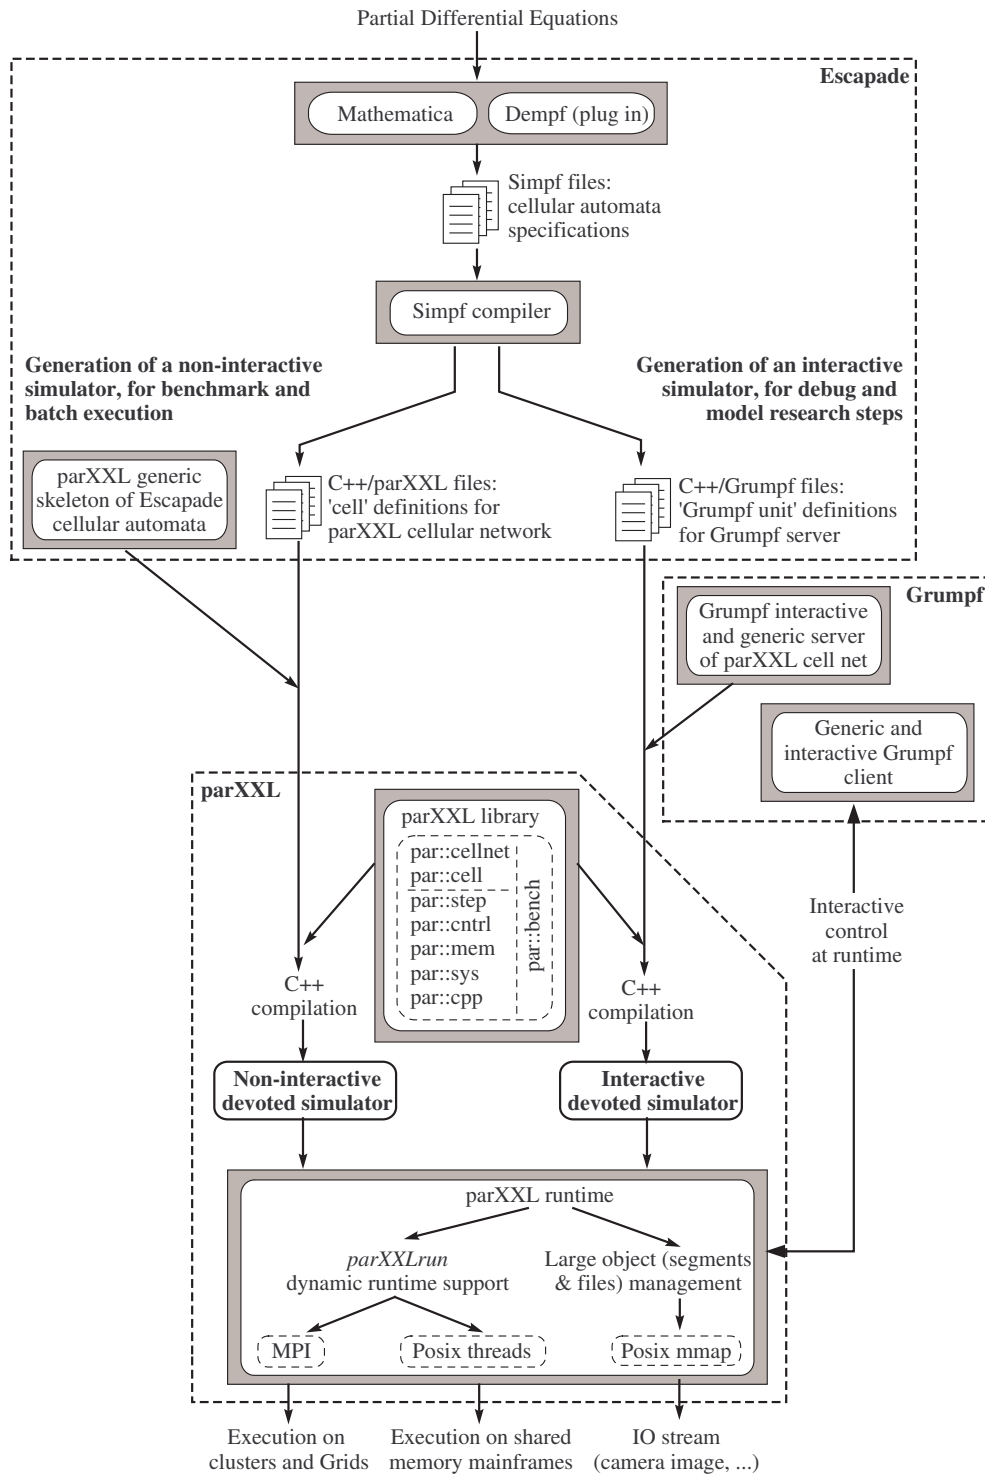 Partial Differential Equations
Escapade
Mathematica
Dempf (plug in)
Simpf files:
cellular automata
specifications
Simpf compiler
Generation of a non-interactive
simulator, for benchmark and
batch execution
Generation of an interactive
simulator, for debug and
model research steps
parXXL generic
skeleton of Escapade
cellular automata
C++/parXXL files:
'cell' definitions for
parXXL cellular network
C++/Grumpf files:
'Grumpf unit' definitions
for Grumpf server
Grumpf
Grumpf interactive
and generic server
of parXXL cell net
Generic and
interactive Grumpf
client
parXXL
parXXL library
par::cellnet
par::cell
par::step
par::cntrl
par::mem
par::sys
par::cpp
par::bench
Interactive
control
at runtime
C++
compilation
C++
compilation
Non-interactive
devoted simulator
Interactive
devoted simulator
parXXL runtime
parXXLrun
dynamic runtime support
Large object (segments
& files) management
MPI
Posix threads
Posix mmap
Execution on
clusters and Grids
Execution on shared
memory mainframes
IO stream
(camera image, ...)